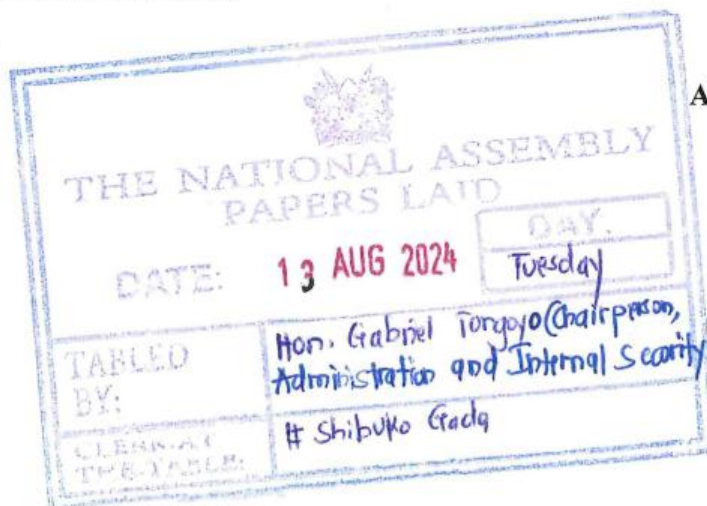 A
THE NATIONAL ASSEMBLY
PAPERS LAID
DATE: 13 AUG 2024
DAY.
Tuesday
TABLED BY:
Hon. Gabriel Tongoyo (Chairperson,
Administration and Internal Security
CLERK-AT THE-TABLE:
Shibuko